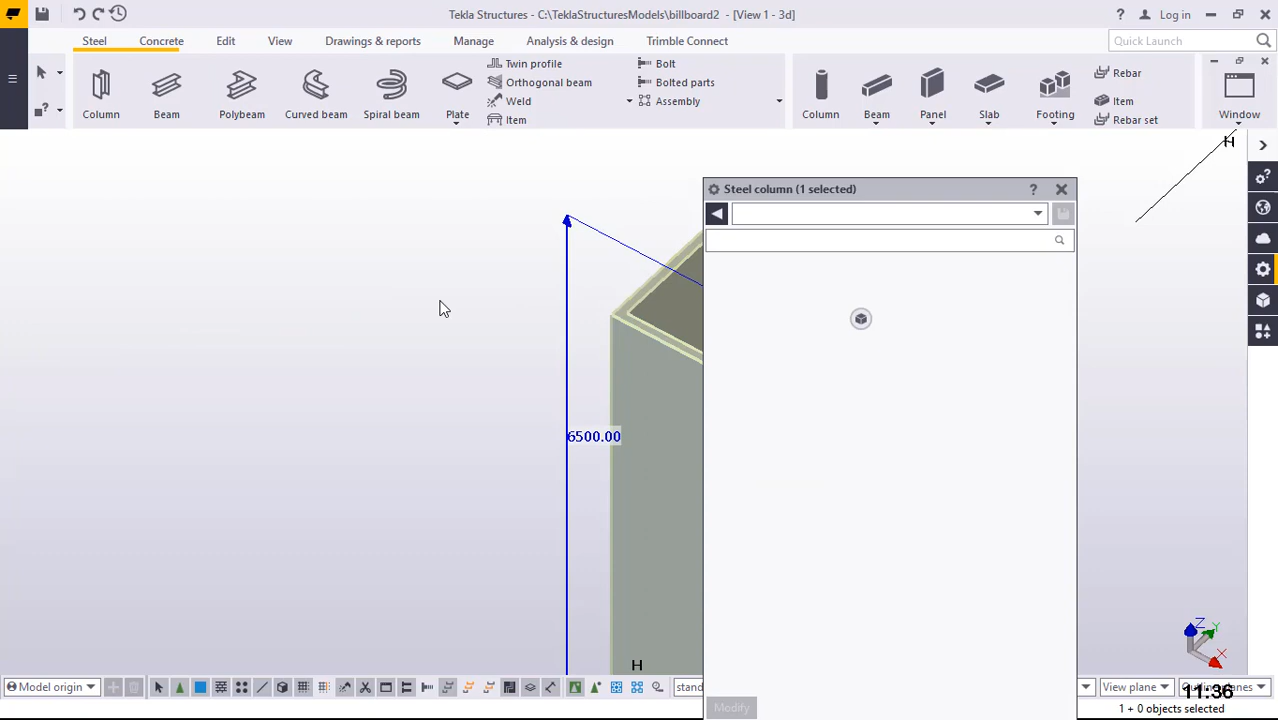 Tekla Structures - C:\TeklaStructuresModels\billboard2 - [View 1 - 3d]
Log in
Steel
Concrete
Edit
View
Drawings & reports
Manage
Analysis & design
Trimble Connect
Quick Launch
Column
Beam
Polybeam
Curved beam
Spiral beam
Plate
Twin profile
Orthogonal beam
Weld
Item
Bolt
Bolted parts
Assembly
Column
Beam
Panel
Slab
Footing
Rebar
Item
Rebar set
Window
H
Steel column (1 selected)
6500.00
H
Z
Y
X
Model origin
stand
View plane
Outline planes
11:36
Modify
1 + 0 objects selected